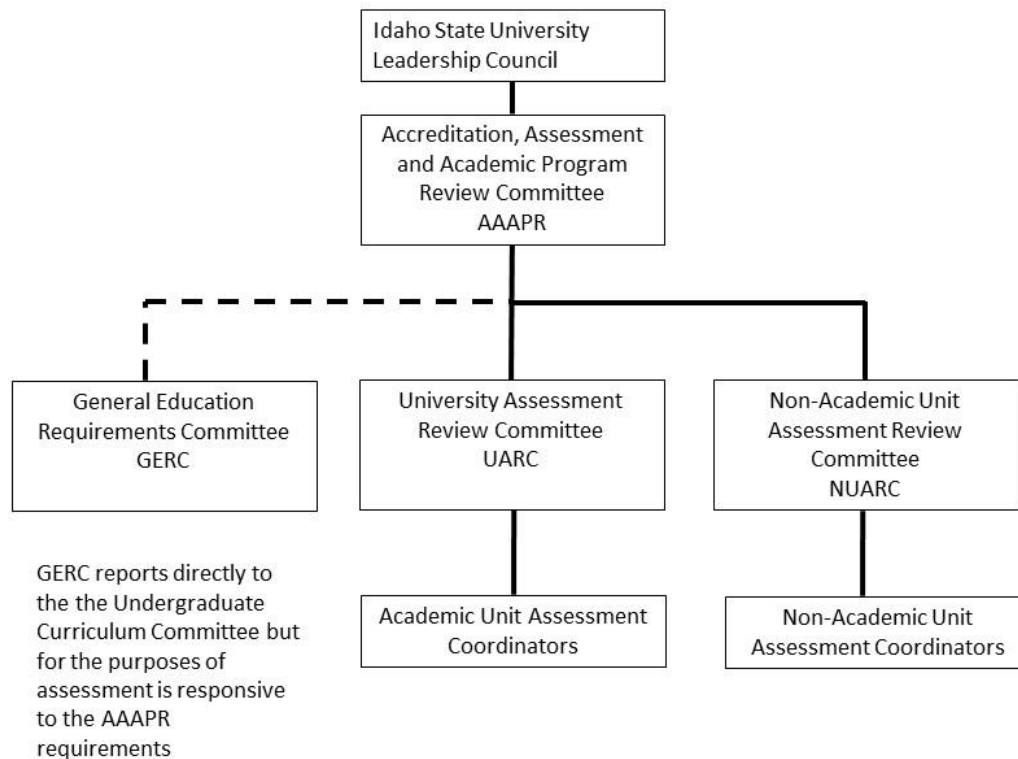 Idaho State University
Leadership Council
Accreditation, Assessment
and Academic Program
Review Committee
AAAPR
General Education
Requirements Committee
GERC
University Assessment
Review Committee
UARC
Non-Academic Unit
Assessment Review
Committee
NUARC
GERC reports directly to
the the Undergraduate
Curriculum Committee but
for the purposes of
assessment is responsive
to the AAAPR
requirements
Academic Unit Assessment
Coordinators
Non-Academic Unit
Assessment Coordinators